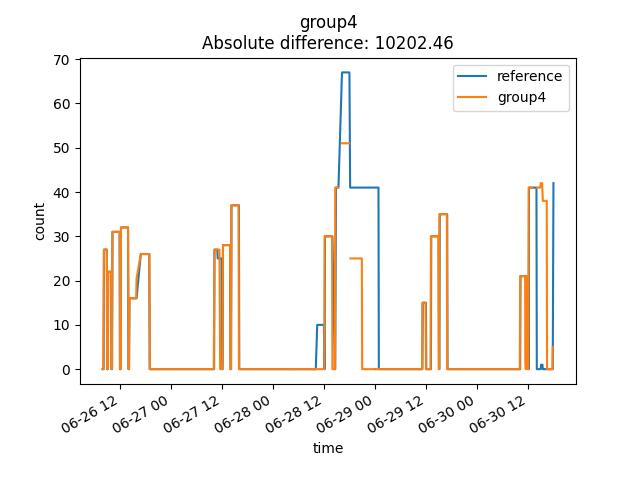 group4
Absolute difference: 10202.46
reference
group4
count
70
60
50
40
30
20
10
0
06-26 12
06-27 00
06-27 12
06-28 00
06-28 12
06-29 00
06-29 12
06-30 00
06-30 12
time